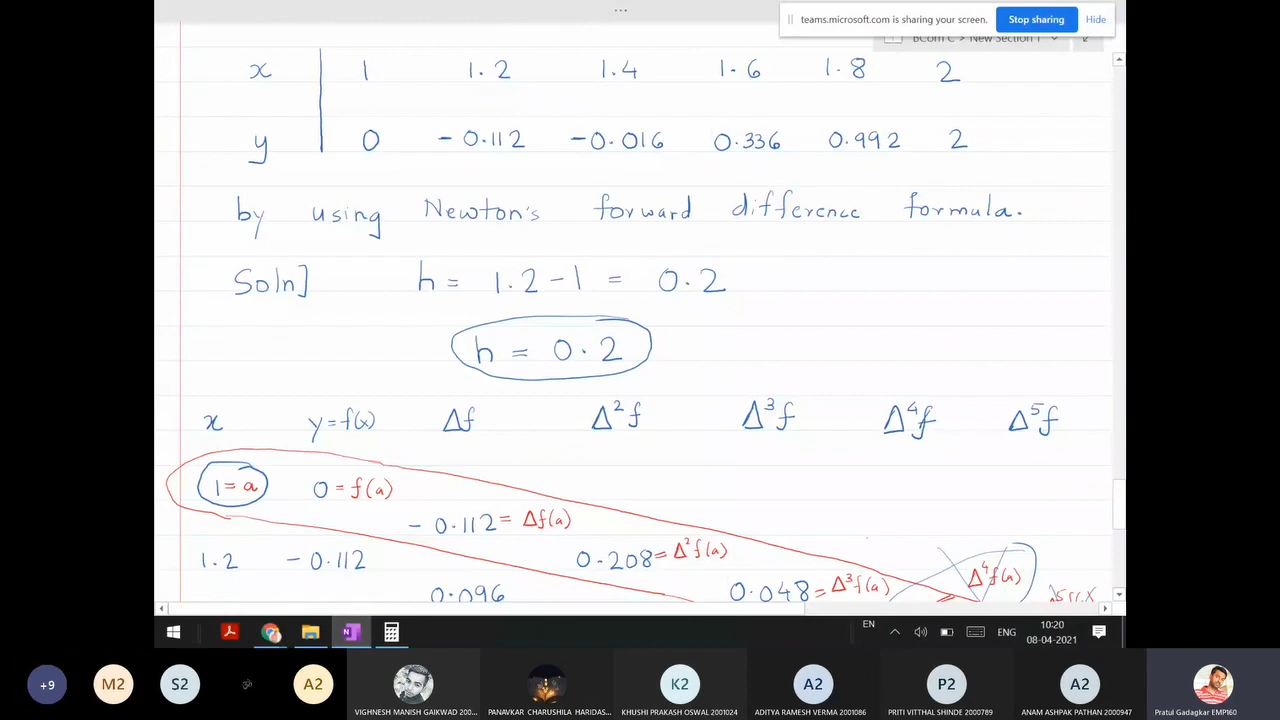 teams.microsoft.com is sharing your screen. Stop sharing Hide
BCom C > New Section 1
x 1 1.2 1.4 1.6 1.8 2
y 0 -0.112 -0.016 0.336 0.992 2
by using Newton's forward difference formula.
Soln] h = 1.2 - 1 = 0.2
h = 0.2
x y = f(x) Δf Δ²f Δ³f Δ⁴f Δ⁵f
1 = a 0 = f(a)
- 0.112 = Δf(a)
1.2 - 0.112 0.208 = Δ²f(a) Δ⁴f(a)
0.096 0.048 = Δ³f(a)
EN ENG 10:20
08-04-2021
+9 M2 S2 A2 K2 A2 P2 A2
VIGHNESH MANISH GAIKWAD 200... PANAVKAR CHARUSHILA HARIDAS... KHUSHI PRAKASH OSWAL 2001024 ADITYA RAMESH VERMA 2001086 PRITI VITTHAL SHINDE 2000789 ANAM ASHPAK PATHAN 2000947 Pratul Gadagkar EMP160